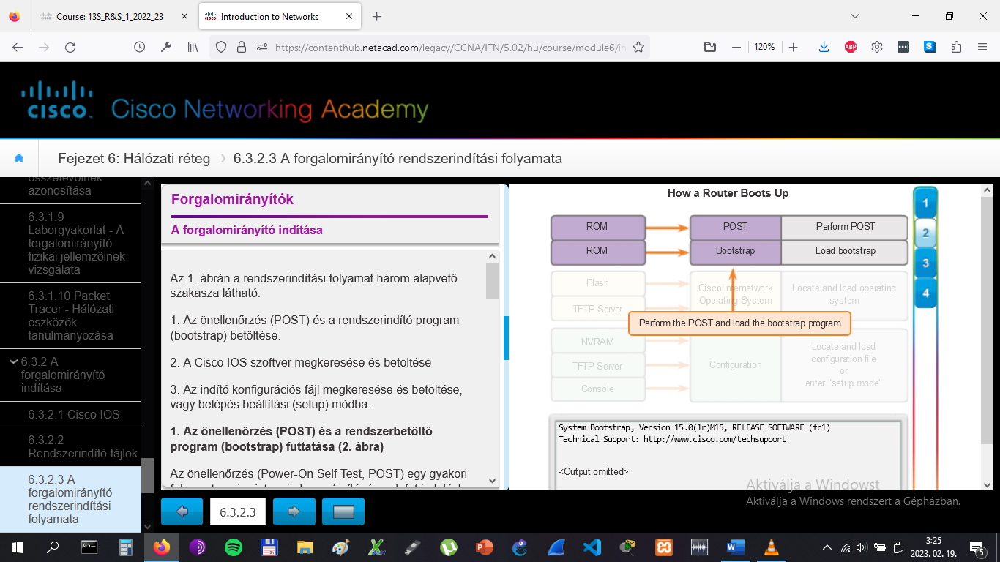 Course: 13S_R&S_1_2022_23
Introduction to Networks
https://contenthub.netacad.com/legacy/CCNA/ITN/5.02/hu/course/module6/in
120%
ABP
S
CISCO
Cisco Networking Academy
Fejezet 6: Hálózati réteg
6.3.2.3 A forgalomirányító rendszerindítási folyamata
összetevőinek
azonosítása
6.3.1.9
Laborgyakorlat - A
forgalomirányító
fizikai jellemzőinek
vizsgálata
6.3.1.10 Packet
Tracer - Hálózati
eszközök
tanulmányozása
6.3.2 A
forgalomirányító
indítása
6.3.2.1 Cisco IOS
6.3.2.2
Rendszerindító fájlok
6.3.2.3 A
forgalomirányító
rendszerindítási
folyamata
Forgalomirányítók
A forgalomirányító indítása
Az 1. ábrán a rendszerindítási folyamat három alapvető
szakasza látható:
1. Az önellenőrzés (POST) és a rendszerindító program
(bootstrap) betöltése.
2. A Cisco IOS szoftver megkeresése és betöltése
3. Az indító konfigurációs fájl megkeresése és betöltése,
vagy belépés beállítási (setup) módba.
1. Az önellenőrzés (POST) és a rendszerbetöltő
program (bootstrap) futtatása (2. ábra)
Az önellenőrzés (Power-On Self Test, POST) egy gyakori
6.3.2.3
How a Router Boots Up
ROM
POST
Perform POST
ROM
Bootstrap
Load bootstrap
Flash
TFTP Server
Cisco Internetwork
Operating System
Locate and load operating
system
Perform the POST and load the bootstrap program
NVRAM
TFTP Server
Console
Configuration
Locate and load
configuration file
or
enter "setup mode"
1
2
3
4
System Bootstrap, Version 15.0(1r)M15, RELEASE SOFTWARE (fc1)
Technical Support: http://www.cisco.com/techsupport
<Output omitted>
Aktiválja a Windowst
Aktiválja a Windows rendszert a Gépházban.
3:25
2023. 02. 19.
5